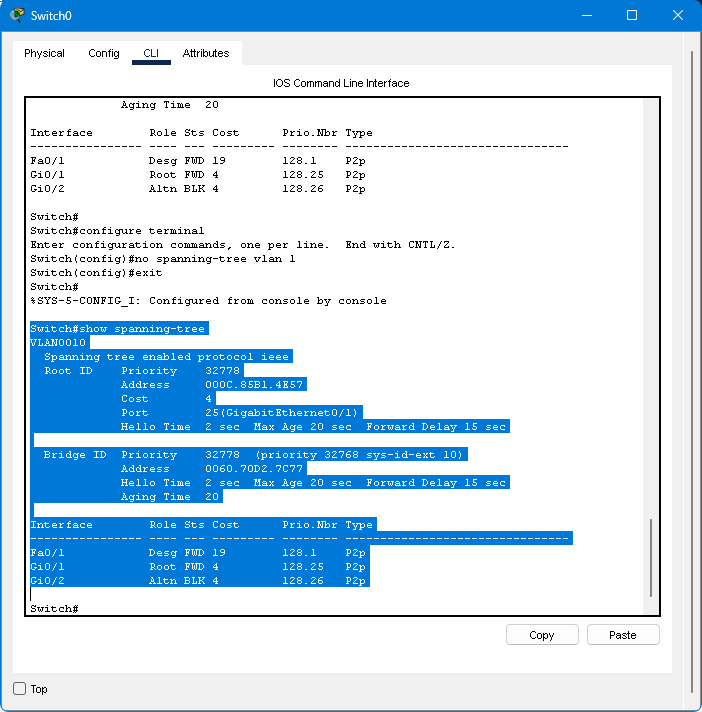 Switch0
Physical Config CLI Attributes
IOS Command Line Interface
Aging Time  20
Interface        Role Sts Cost      Prio.Nbr Type
---------------- ---- --- --------- -------- --------------------------------
Fa0/1            Desg FWD 19        128.1    P2p
Gi0/1            Root FWD 4         128.25   P2p
Gi0/2            Altn BLK 4         128.26   P2p
Switch#
Switch#configure terminal
Enter configuration commands, one per line.  End with CNTL/Z.
Switch(config)#no spanning-tree vlan 1
Switch(config)#exit
Switch#
%SYS-5-CONFIG_I: Configured from console by console
Switch#show spanning-tree
VLAN0010
  Spanning tree enabled protocol ieee
  Root ID    Priority    32778
             Address     000C.85B1.4E57
             Cost        4
             Port        25(GigabitEthernet0/1)
             Hello Time  2 sec  Max Age 20 sec  Forward Delay 15 sec
  Bridge ID  Priority    32778  (priority 32768 sys-id-ext 10)
             Address     0060.70D2.7C77
             Hello Time  2 sec  Max Age 20 sec  Forward Delay 15 sec
             Aging Time  20
Interface        Role Sts Cost      Prio.Nbr Type
---------------- ---- --- --------- -------- --------------------------------
Fa0/1            Desg FWD 19        128.1    P2p
Gi0/1            Root FWD 4         128.25   P2p
Gi0/2            Altn BLK 4         128.26   P2p
Switch#
Copy Paste
Top